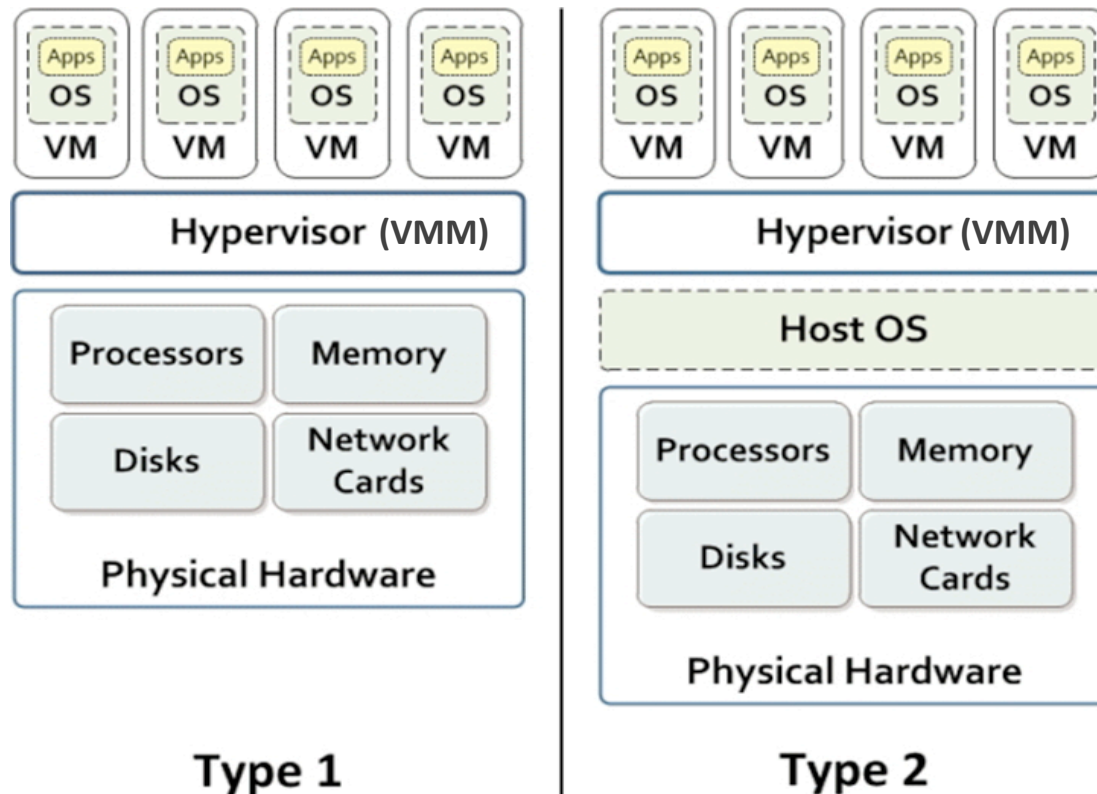 Apps Apps Apps Apps
OS OS OS OS
VM VM VM VM
Hypervisor (VMM)
Processors Memory
Disks Network
Cards
Physical Hardware
Type 1
Apps Apps Apps Apps
OS OS OS OS
VM VM VM VM
Hypervisor (VMM)
Host OS
Processors Memory
Disks Network
Cards
Physical Hardware
Type 2